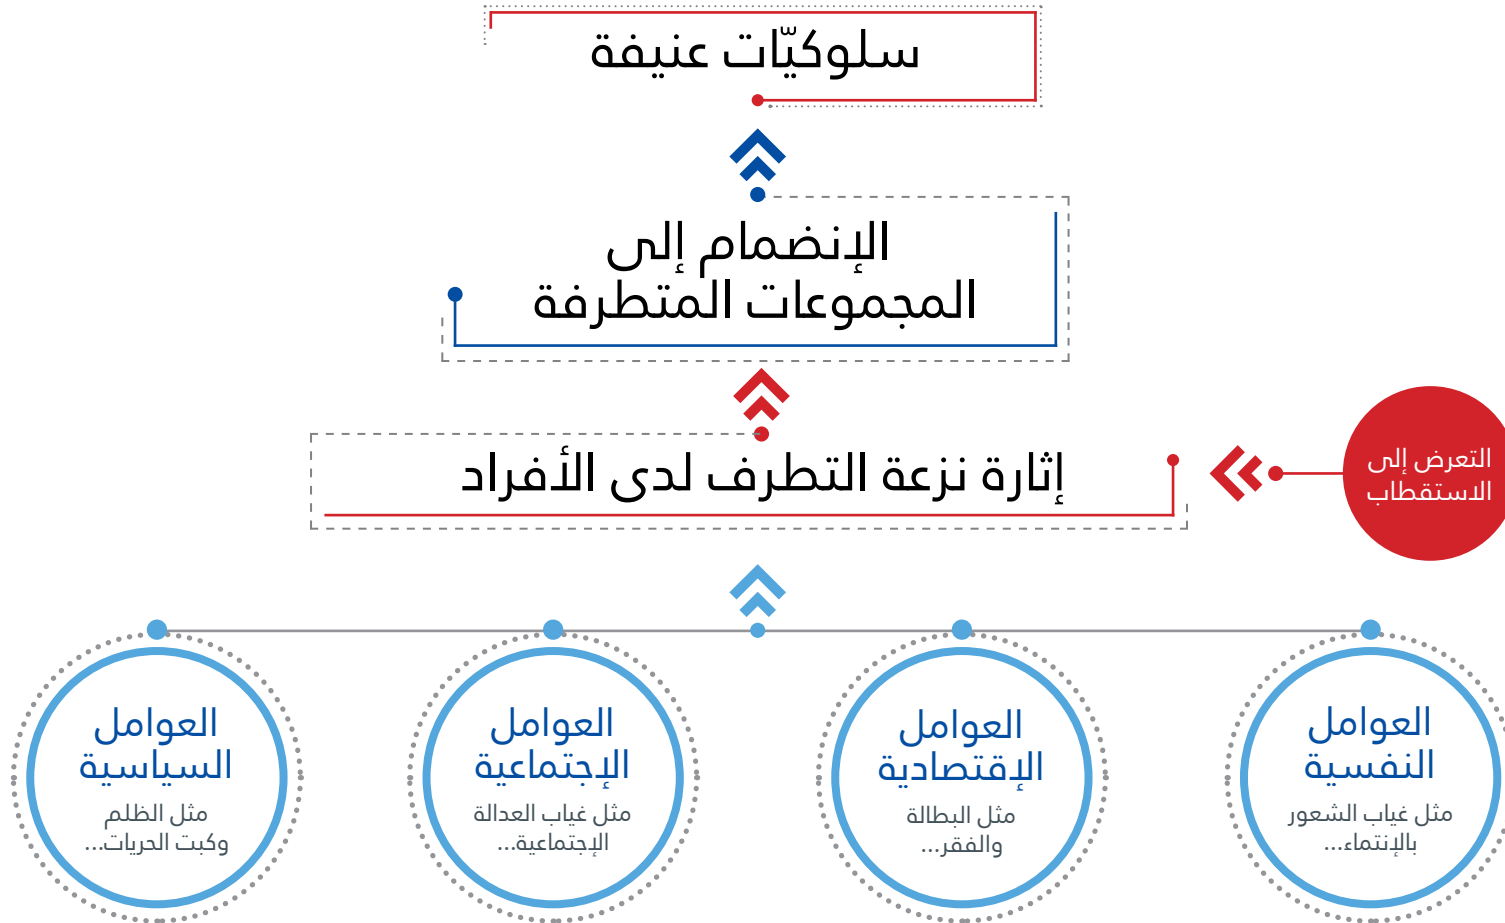 سلوكيّات عنيفة
الإنضمام إلى
المجموعات المتطرفة
إثارة نزعة التطرف لدى الأفراد
التعرض إلى
الاستقطاب
العوامل
النفسية
مثل غياب الشعور
بالإنتماء...
العوامل
الإقتصادية
مثل البطالة
والفقر...
العوامل
الإجتماعية
مثل غياب العدالة
الإجتماعية...
العوامل
السياسية
مثل الظلم
وكبت الحريات...